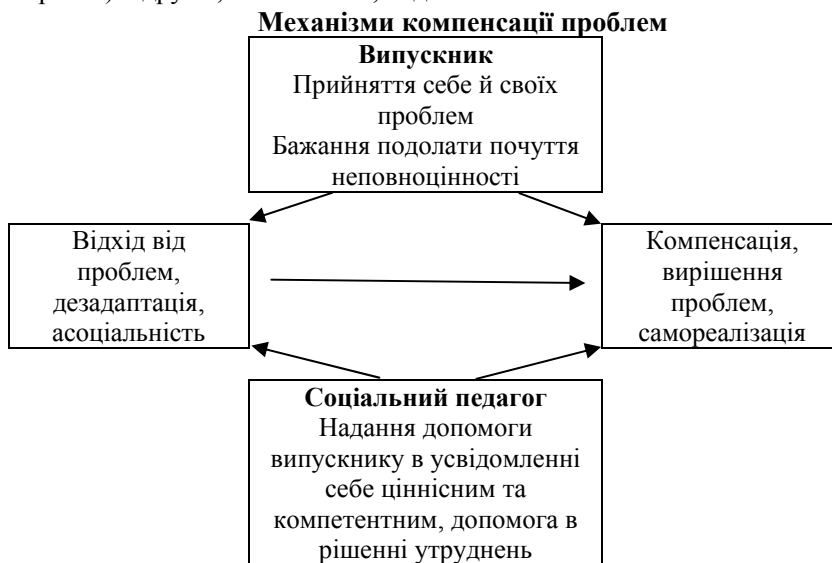 Механізми компенсації проблем
Випускник
Прийняття себе й своїх
проблем
Бажання подолати почуття
неповноцінності
Відхід від
проблем,
дезадаптація,
асоціальність
Компенсація,
вирішення
проблем,
самореалізація
Соціальний педагог
Надання допомоги
випускнику в усвідомленні
себе ціннісним та
компетентним, допомога в
рішенні утруднень